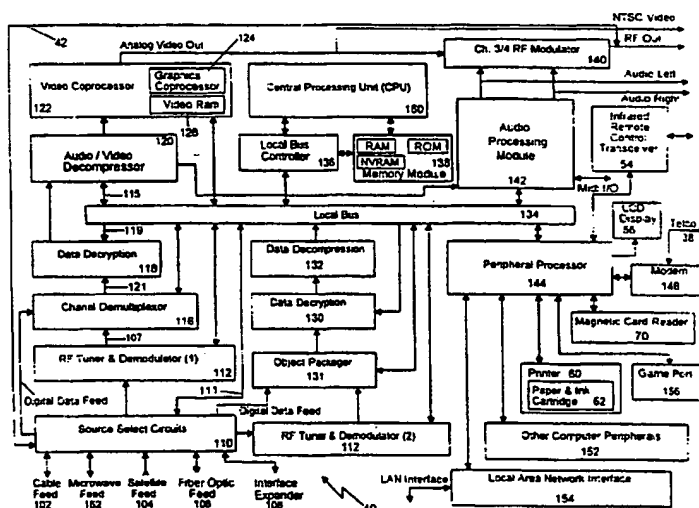 NTSC Video
42
Analog Video Out
124
RF Out
Ch. 3/4 RF Modulator
140
Audio Left
Audio Right
Video Coprocessor
122
Graphics
Coprocessor
Video Ram
126
Central Processing Unit (CPU)
160
120
Audio / Video
Decompressor
Local Bus
Controller
136
RAM
ROM
NVRAM
138
Memory Module
Audio
Processing
Module
142
Infrared
Remote
Control
Transceiver
54
115
Midi I/O
LCD
Display
56
Local Bus
134
119
Telco
38
Data Decryption
118
Data Decompression
132
Peripheral Processor
144
Modem
148
121
Data Decryption
130
Magnetic Card Reader
70
Chanel Demultiplexor
116
107
RF Tuner & Demodulator (1)
112
Object Packager
131
Printer
60
Paper & Ink
Cartridge
62
Game Port
156
111
Digital Data Feed
Digital Data Feed
Source Select Circuits
110
RF Tuner & Demodulator (2)
112
Other Computer Peripherals
152
LAN Interface
Local Area Network Interface
154
Cable
Feed
102
Microwave
Feed
162
Satellite
Feed
104
Fiber Optic
Feed
106
Interface
Expander
108